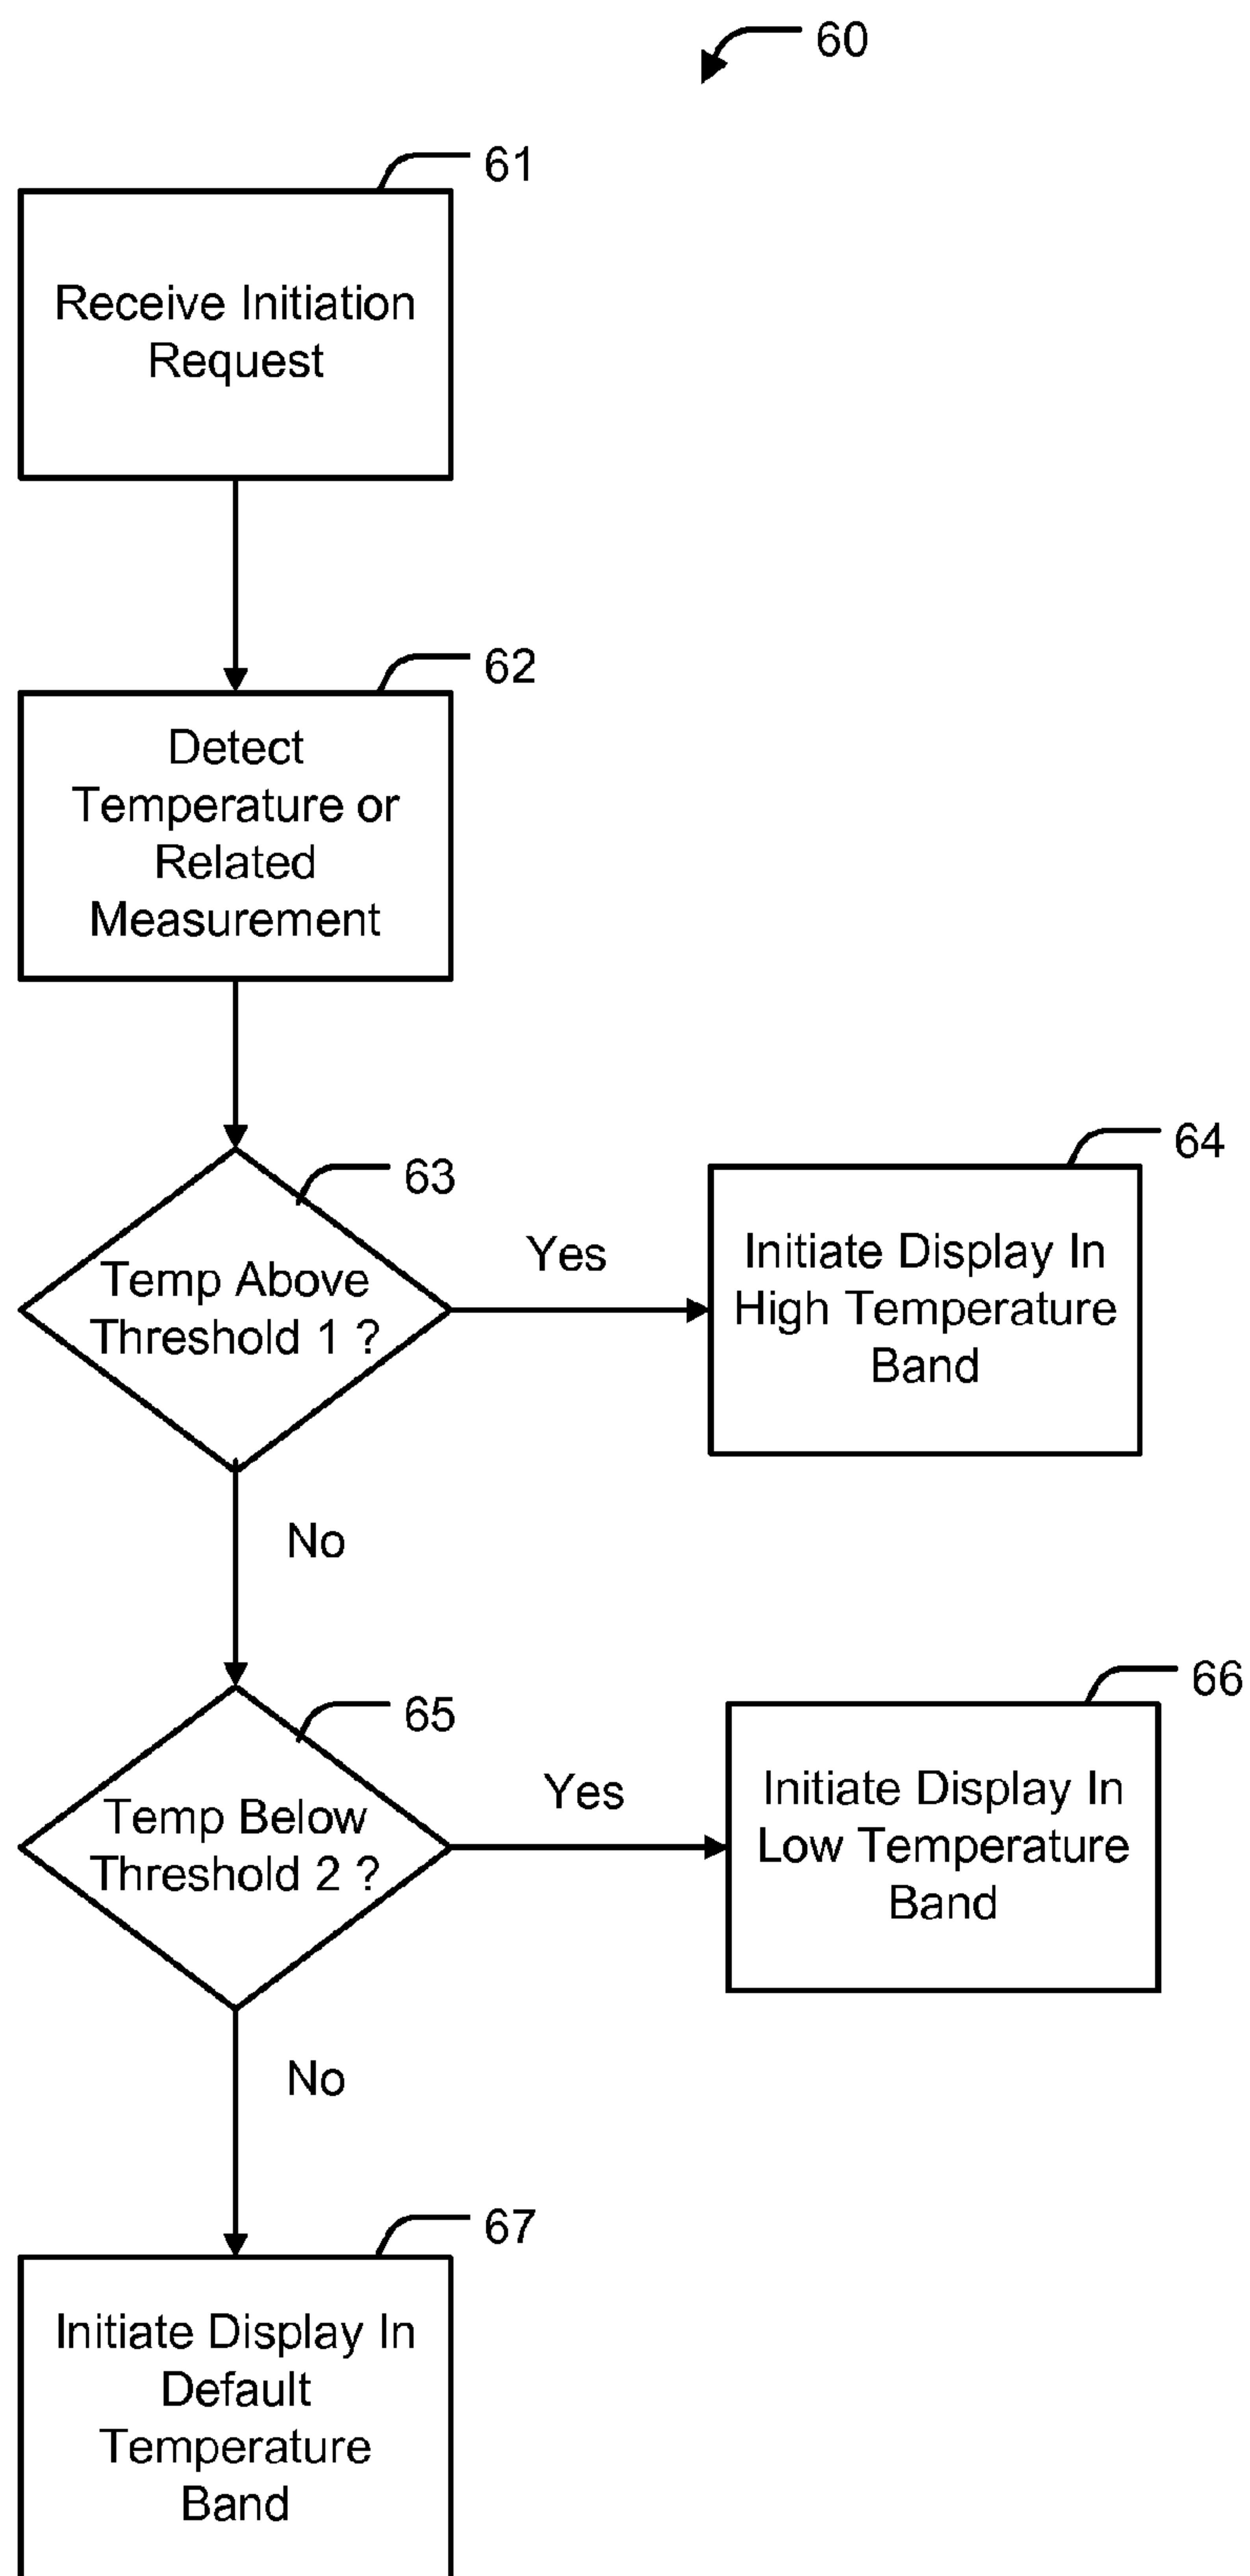 60
61
Receive Initiation
Request
62
Detect
Temperature or
Related
Measurement
63
Temp Above
Threshold 1 ?
Yes
64
Initiate Display In
High Temperature
Band
No
65
Temp Below
Threshold 2 ?
Yes
66
Initiate Display In
Low Temperature
Band
No
67
Initiate Display In
Default
Temperature
Band